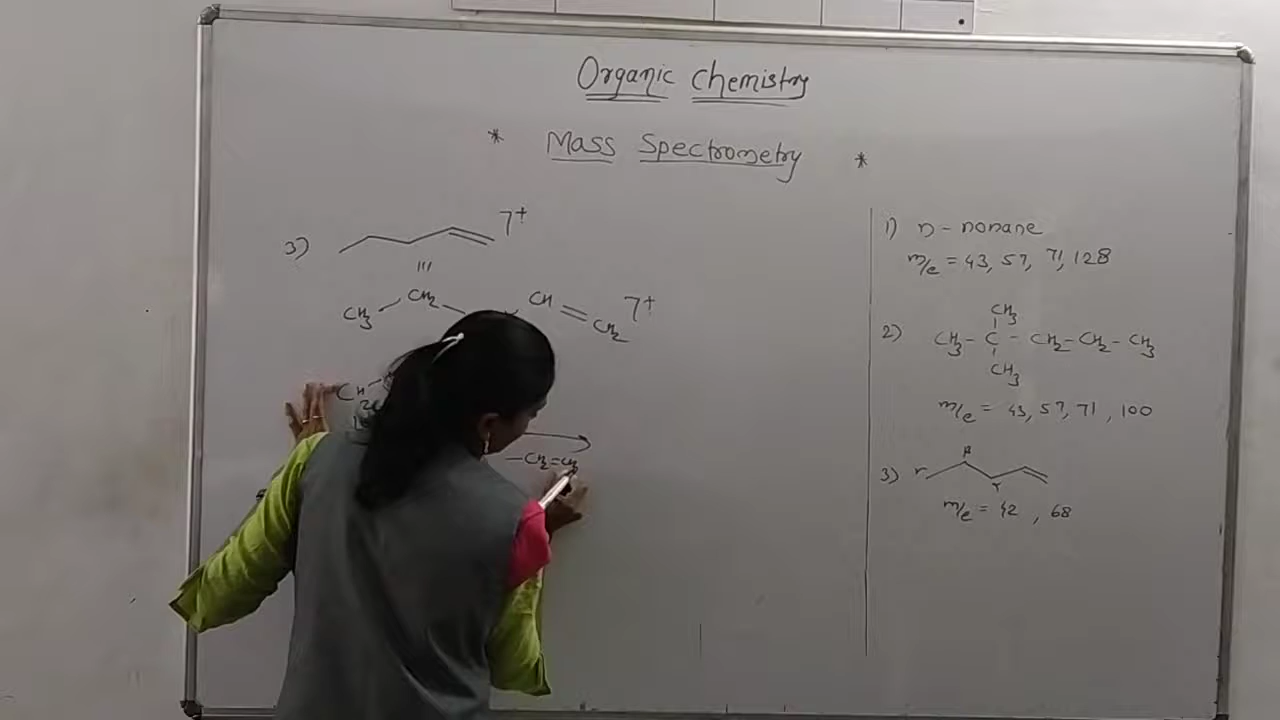 Organic Chemistry
* Mass Spectrometry *
3)
7+
CH3 CH2 CH = CH2 7+
CH
-CH2=CH2
1) n - nonane
m/e = 43, 57, 71, 128
CH3
2) CH3 - C - CH2 - CH2 - CH3
CH3
m/e = 43, 57, 71, 100
3) r β r
m/e = 42, 68